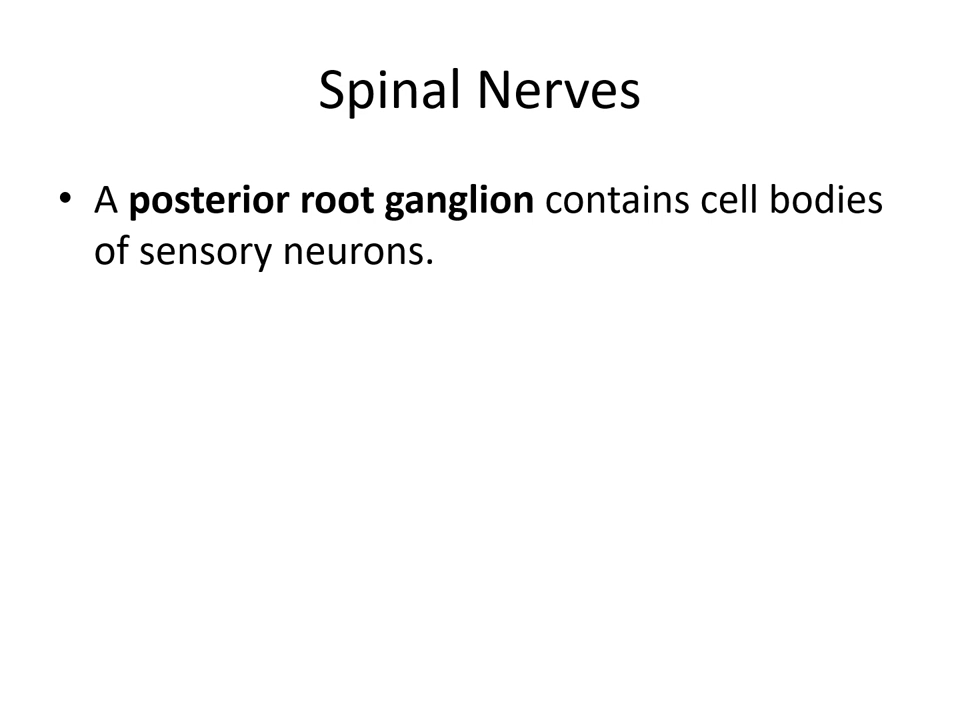 Spinal Nerves
• A posterior root ganglion contains cell bodies
of sensory neurons.